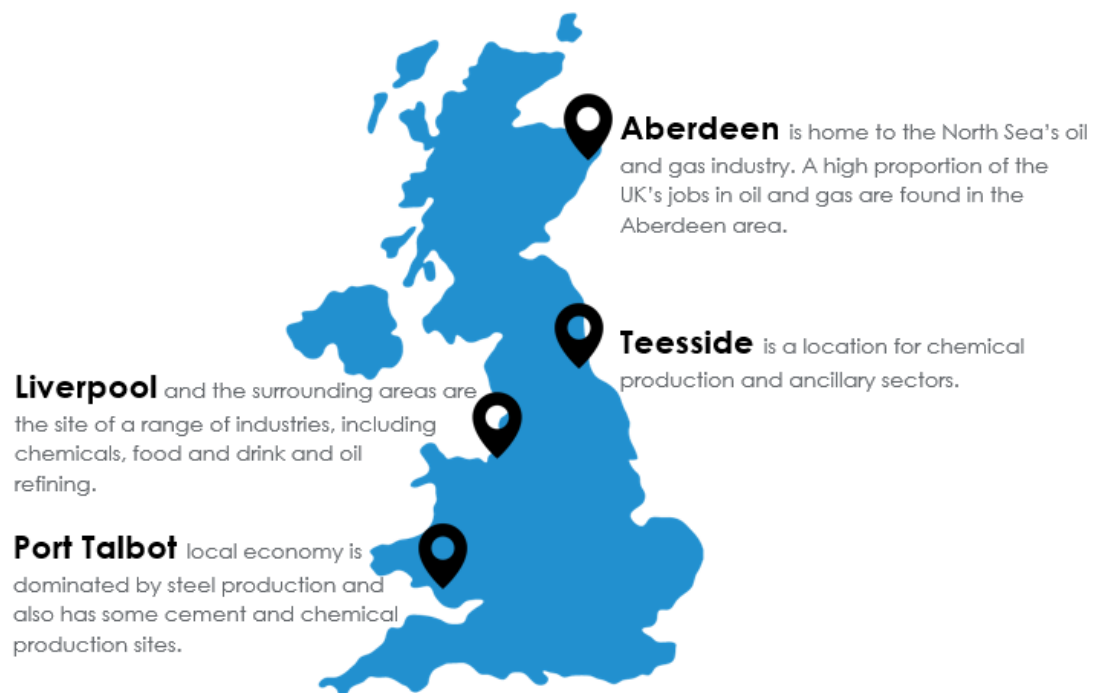 Aberdeen is home to the North Sea's oil
and gas industry. A high proportion of the
UK's jobs in oil and gas are found in the
Aberdeen area.
Teesside is a location for chemical
production and ancillary sectors.
Liverpool and the surrounding areas are
the site of a range of industries, including
chemicals, food and drink and oil
refining.
Port Talbot local economy is
dominated by steel production and
also has some cement and chemical
production sites.